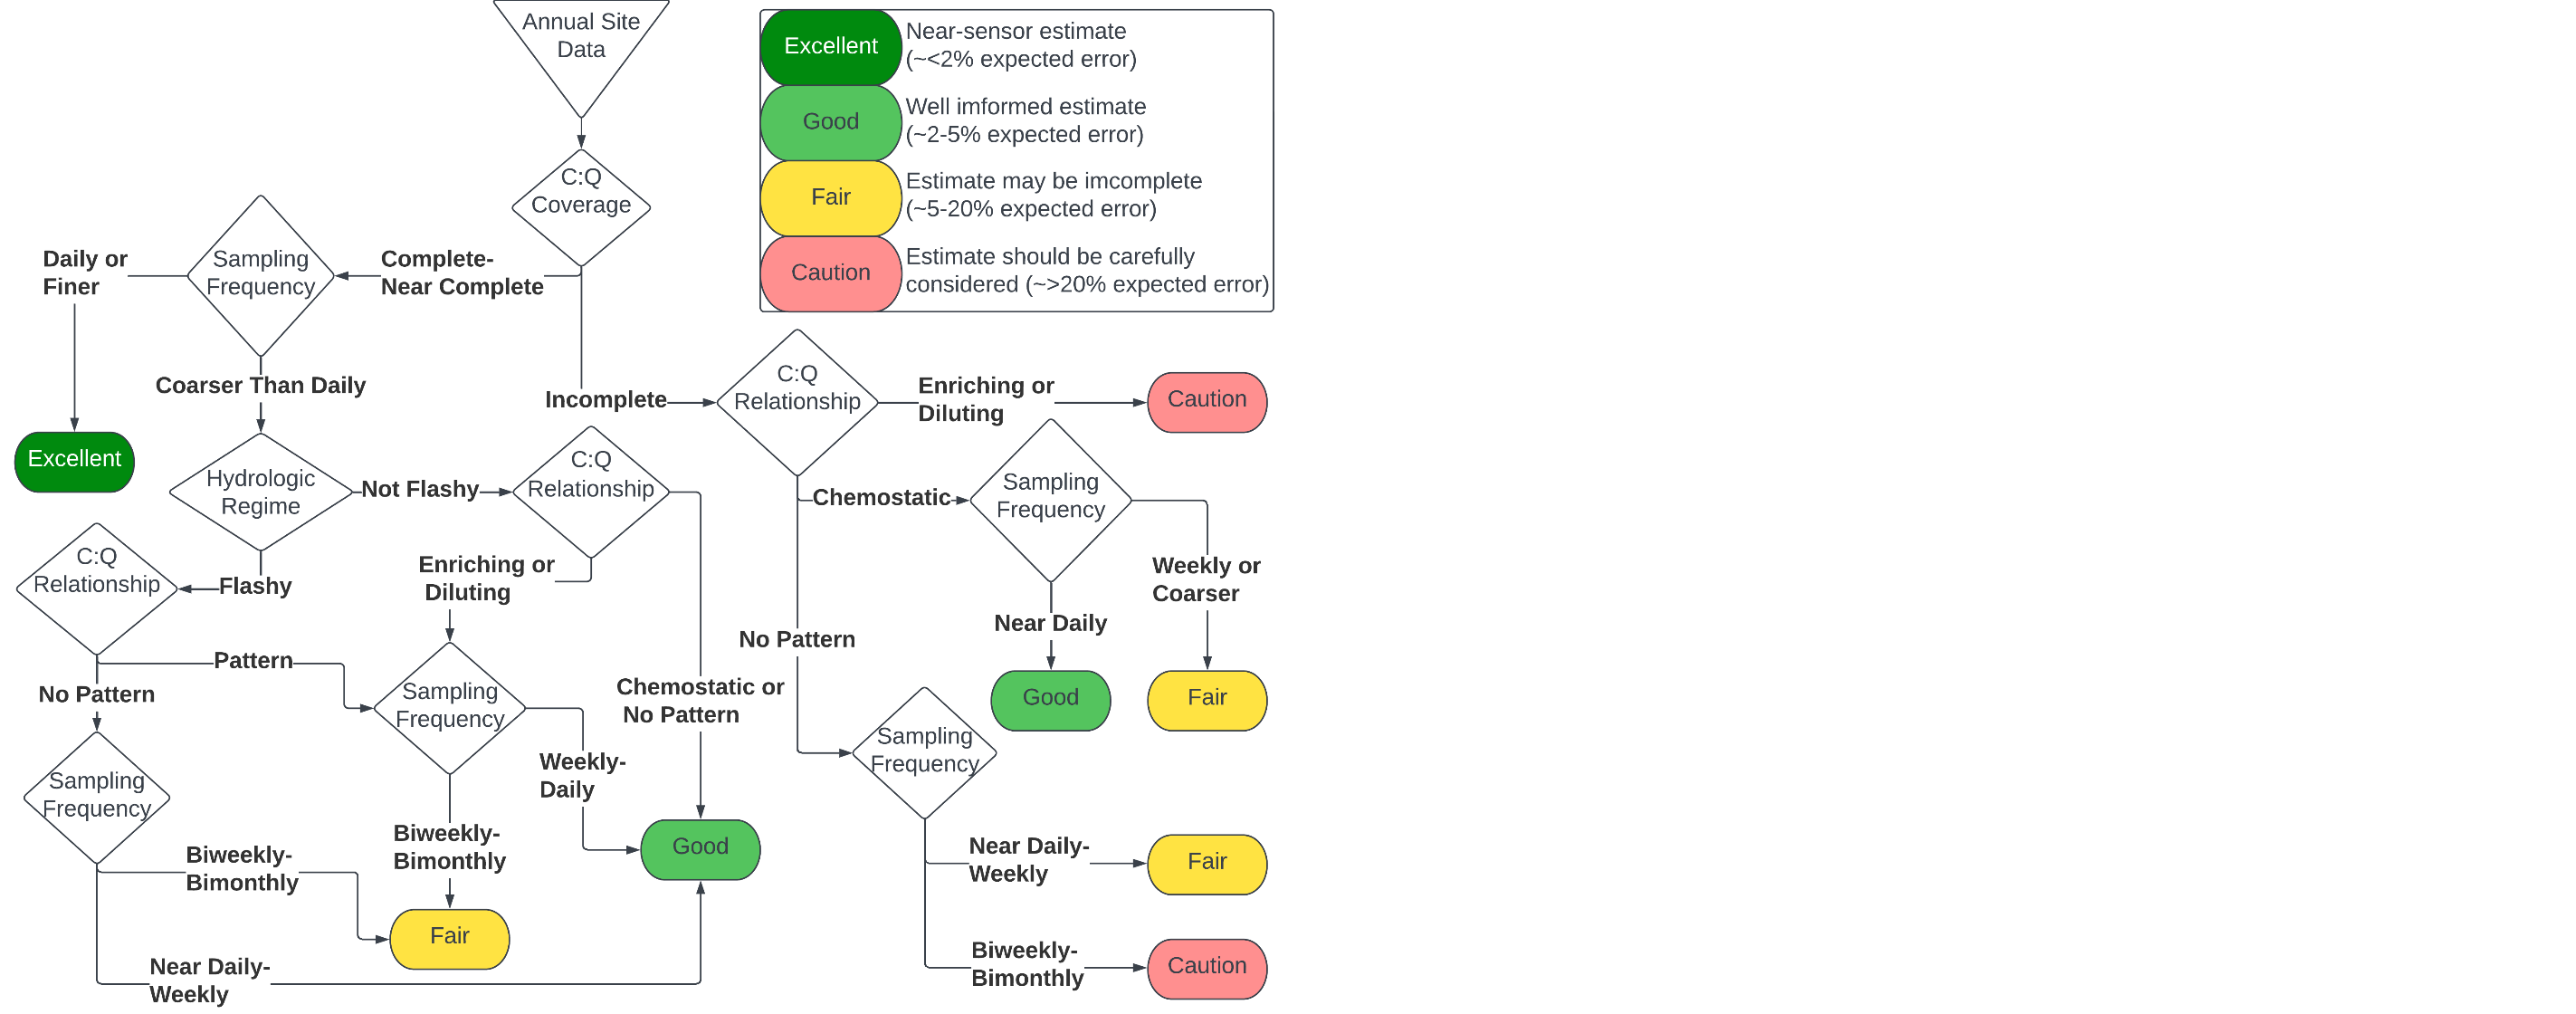 Annual Site
Data
Excellent
Near-sensor estimate
(~<2% expected error)
Good
Well imformed estimate
(~2-5% expected error)
Fair
Estimate may be imcomplete
(~5-20% expected error)
Caution
Estimate should be carefully
considered (~>20% expected error)
C:Q
Coverage
Complete-
Near Complete
Sampling
Frequency
Daily or
Finer
Excellent
Coarser Than Daily
Hydrologic
Regime
Not Flashy
C:Q
Relationship
Flashy
C:Q
Relationship
Enriching or
Diluting
Pattern
No Pattern
Sampling
Frequency
Sampling
Frequency
Chemostatic or
No Pattern
Weekly-
Daily
Biweekly-
Bimonthly
Biweekly-
Bimonthly
Good
Fair
Near Daily-
Weekly
Incomplete
C:Q
Relationship
Enriching or
Diluting
Caution
Chemostatic
Sampling
Frequency
Weekly or
Coarser
Near Daily
No Pattern
Good
Fair
Sampling
Frequency
Near Daily-
Weekly
Fair
Biweekly-
Bimonthly
Caution